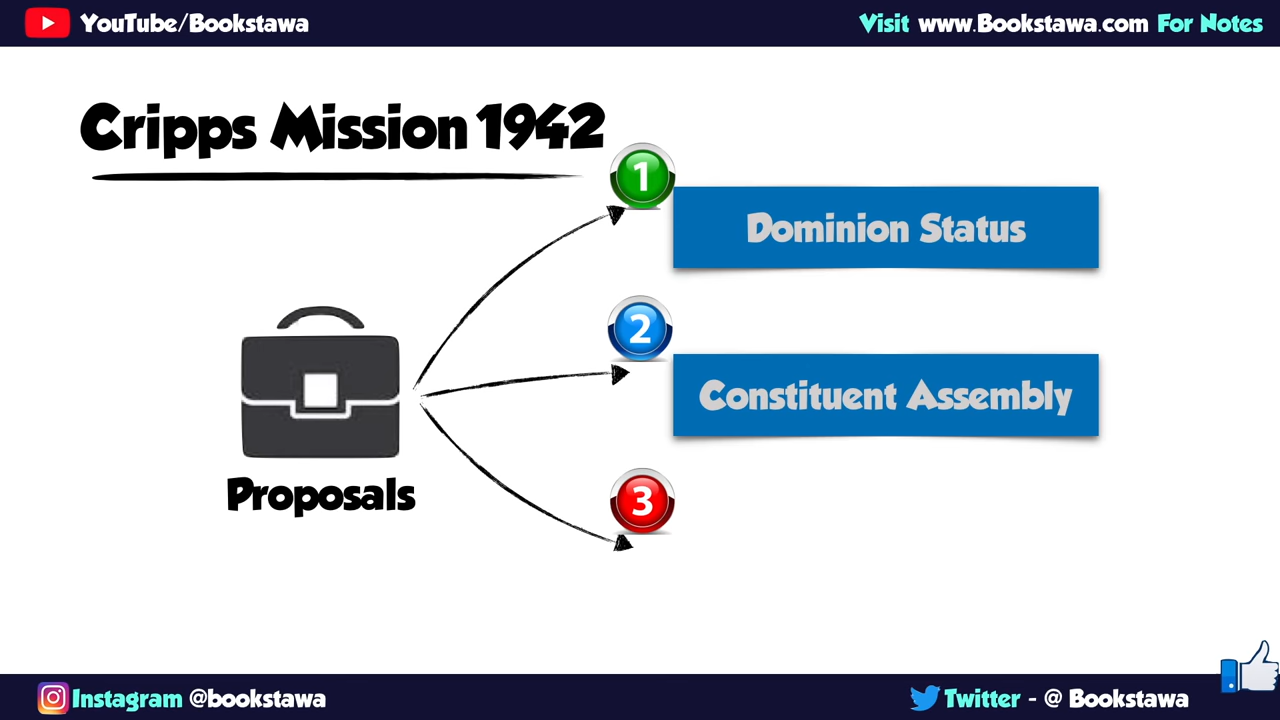 YouTube/Bookstawa
Visit www.Bookstawa.com For Notes
Cripps Mission 1942
1
Dominion Status
2
Constituent Assembly
3
Proposals
Instagram @bookstawa
Twitter - @ Bookstawa